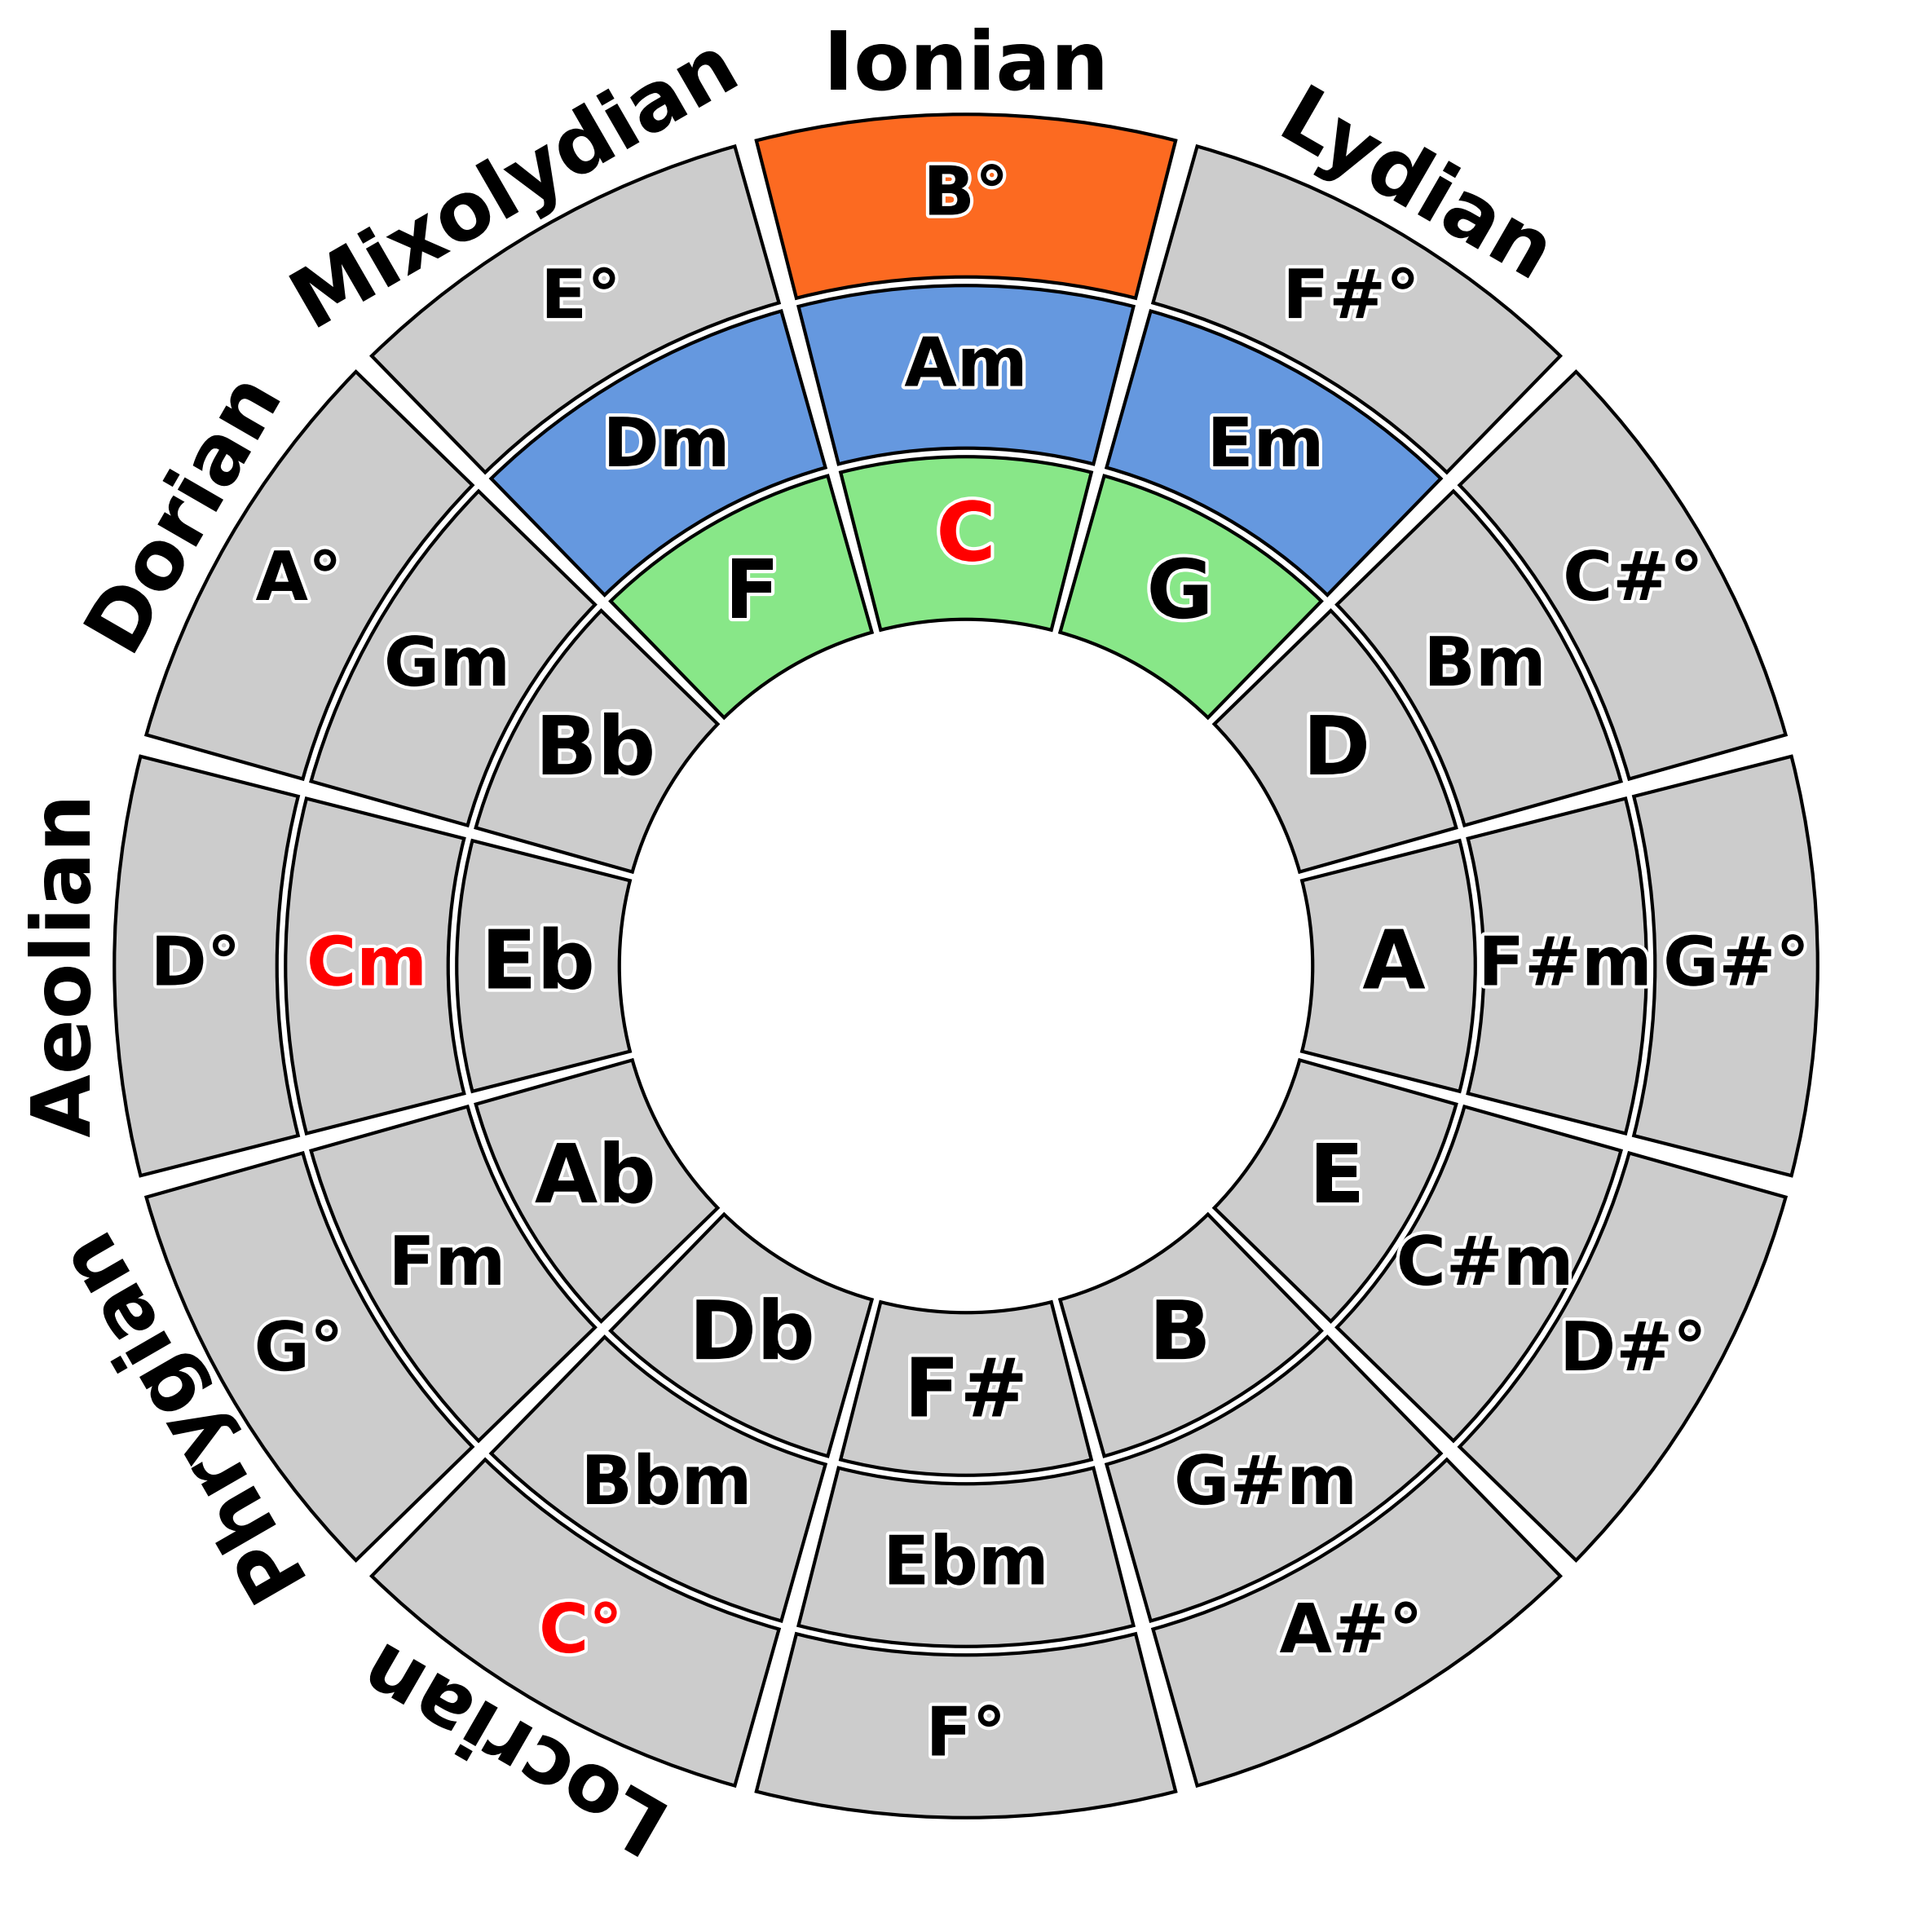 Ionian
Lydian
Mixolydian
Dorian
Aeolian
Phrygian
Locrian
B°
F#°
C#°
G#°
D#°
A#°
F°
C°
G°
D°
A°
E°
Am
Em
Bm
F#m
C#m
G#m
Ebm
Bbm
Fm
Cm
Gm
Dm
C
G
D
A
E
B
F#
Db
Ab
Eb
Bb
F